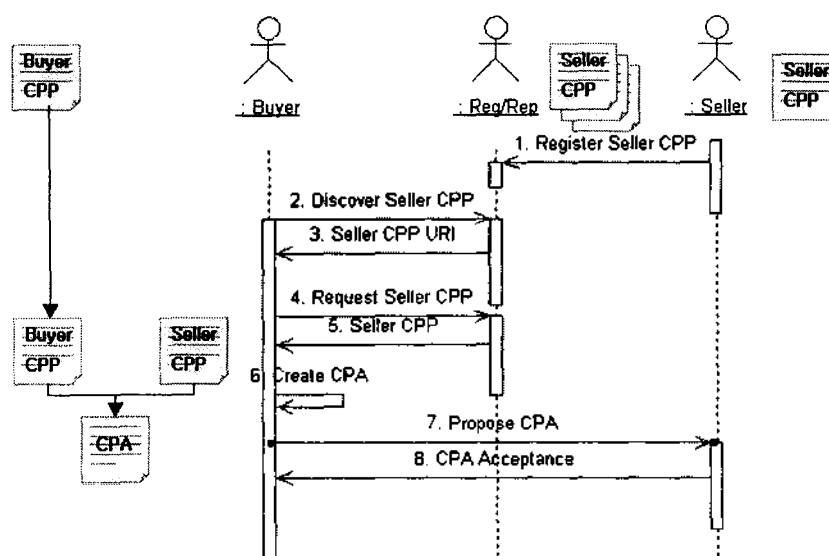 Buyer
CPP
: Buyer
: Reg/Rep
Seller
CPP
: Seller
Seller
CPP
1. Register Seller CPP
2. Discover Seller CPP
3. Seller CPP URI
4. Request Seller CPP
5. Seller CPP
Buyer
CPP
Seller
CPP
6. Create CPA
CPA
7. Propose CPA
8. CPA Acceptance